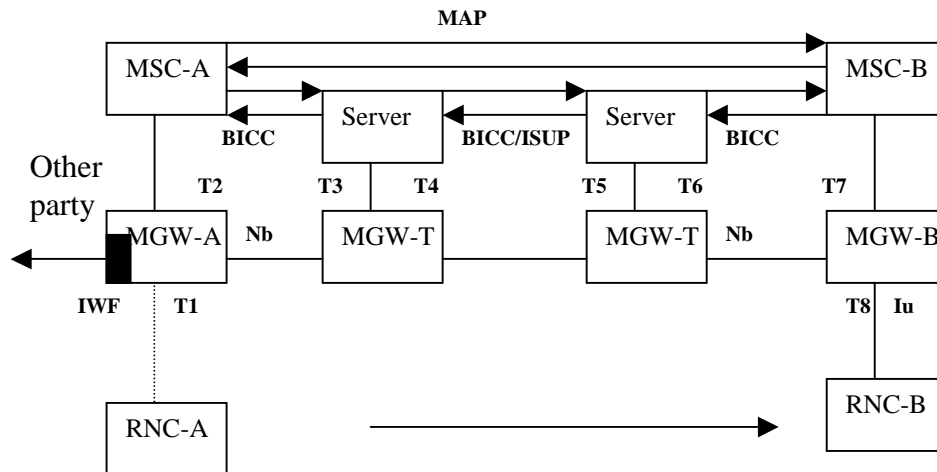 MAP
MSC-A
MSC-B
Server
Server
BICC
BICC/ISUP
BICC
Other
party
T2
T3
T4
T5
T6
T7
MGW-A
Nb
MGW-T
MGW-T
Nb
MGW-B
IWF
T1
T8
Iu
RNC-A
RNC-B